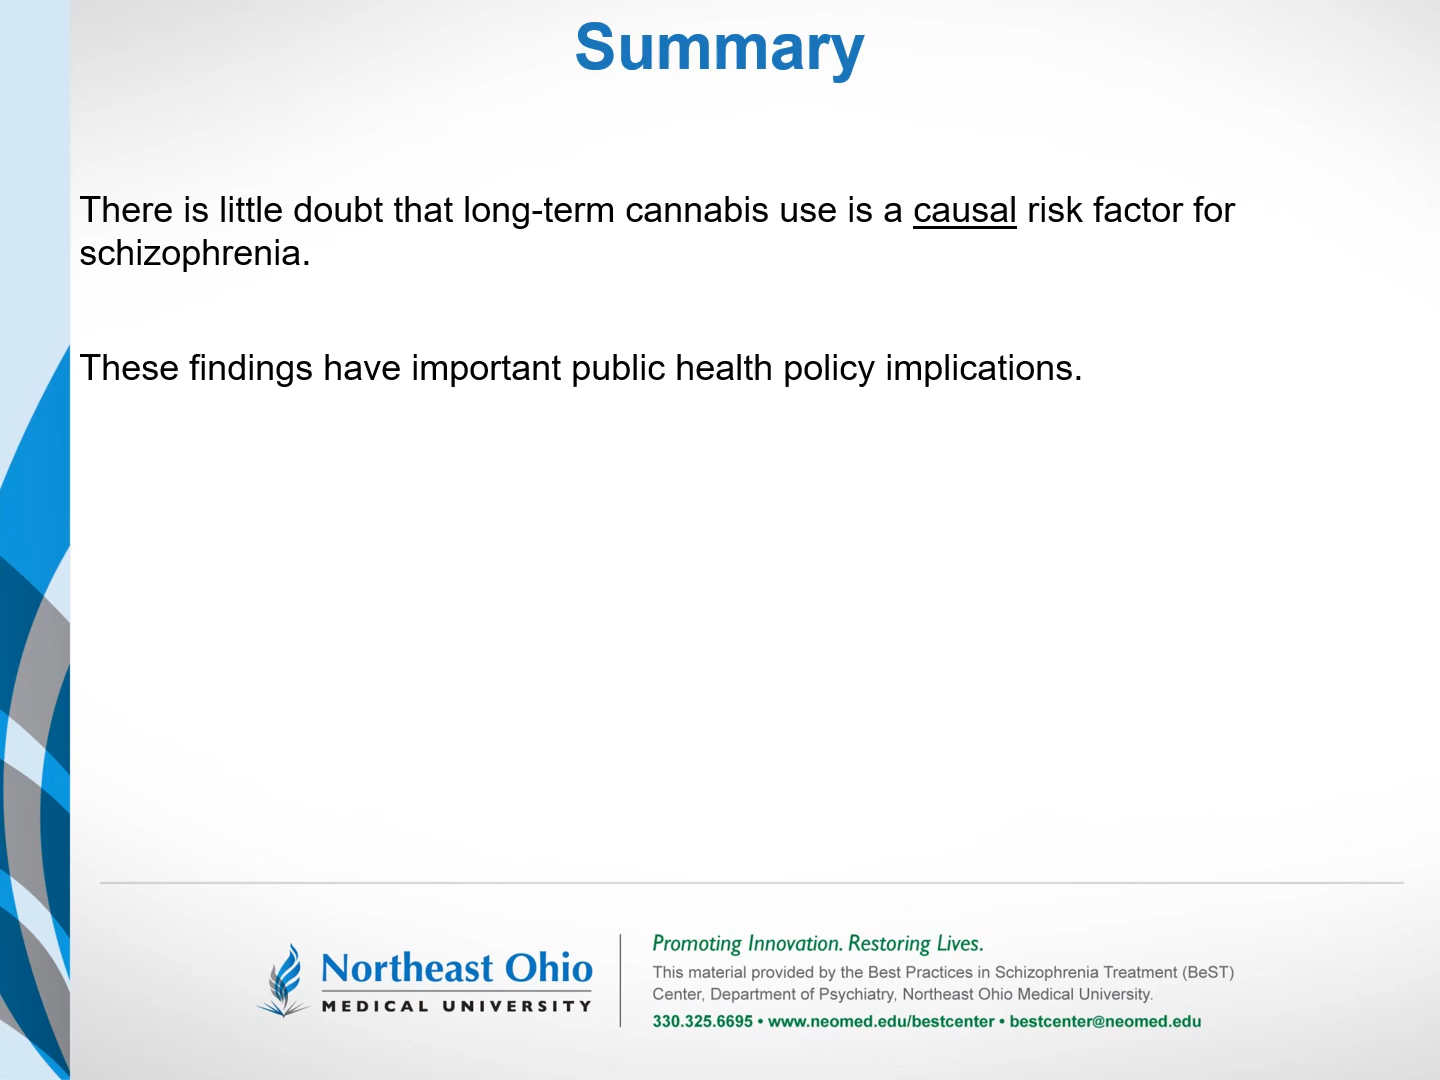 Summary
There is little doubt that long-term cannabis use is a causal risk factor for
schizophrenia.
These findings have important public health policy implications.
Northeast Ohio
MEDICAL UNIVERSITY
Promoting Innovation. Restoring Lives.
This material provided by the Best Practices in Schizophrenia Treatment (BeST)
Center, Department of Psychiatry, Northeast Ohio Medical University.
330.325.6695 • www.neomed.edu/bestcenter • bestcenter@neomed.edu